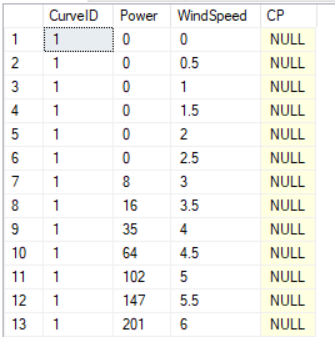 CurveID Power WindSpeed CP
1 1 0 0 NULL
2 1 0 0.5 NULL
3 1 0 1 NULL
4 1 0 1.5 NULL
5 1 0 2 NULL
6 1 0 2.5 NULL
7 1 8 3 NULL
8 1 16 3.5 NULL
9 1 35 4 NULL
10 1 64 4.5 NULL
11 1 102 5 NULL
12 1 147 5.5 NULL
13 1 201 6 NULL